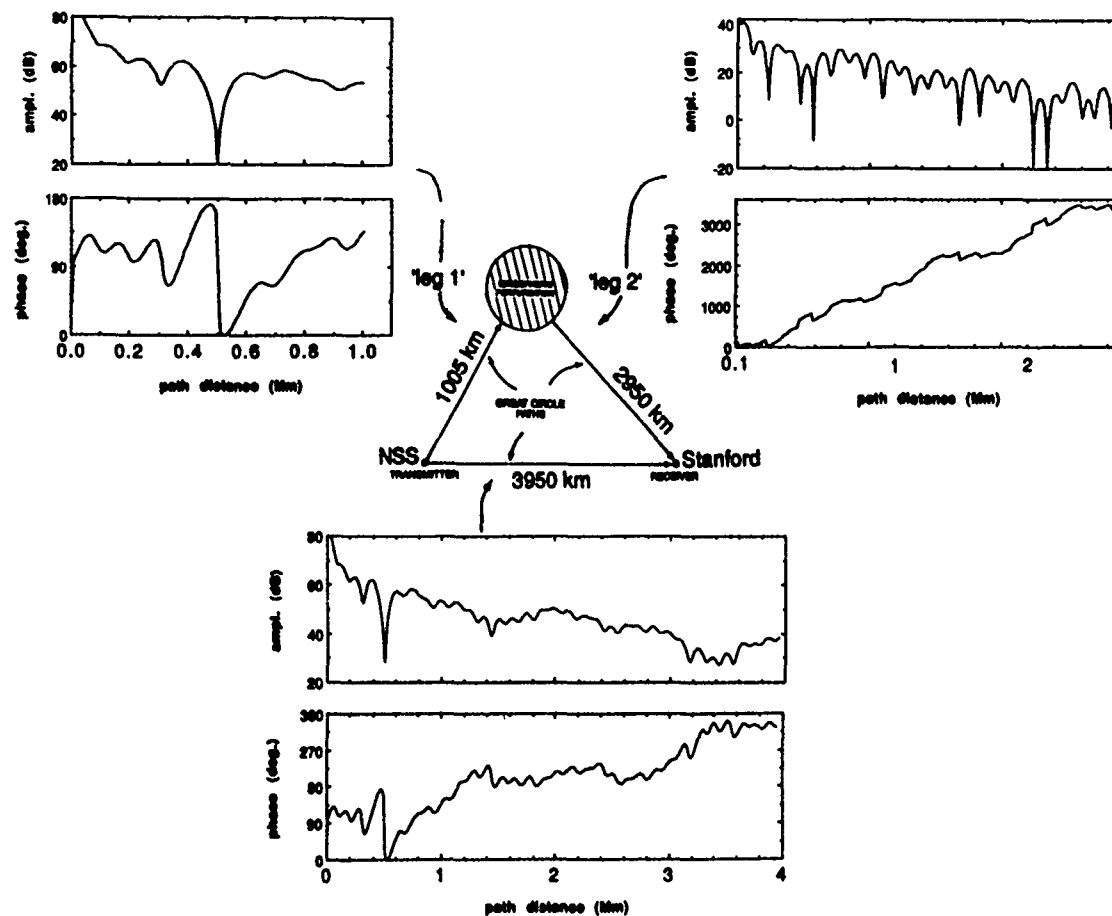 80
60
40
20
ampl. (dB)
180
90
0
phase (deg.)
0.0 0.2 0.4 0.6 0.8 1.0
path distance (Mm)
40
20
0
-20
ampl. (dB)
3000
2000
1000
0
phase (deg.)
0.1 1 2
path distance (Mm)
'leg 1'
'leg 2'
1005 km
2950 km
GREAT CIRCLE
PATHS
NSS
TRANSMITTER
3950 km
Stanford
RECEIVER
80
60
40
20
ampl. (dB)
360
270
90
90
0
phase (deg.)
0 1 2 3 4
path distance (Mm)